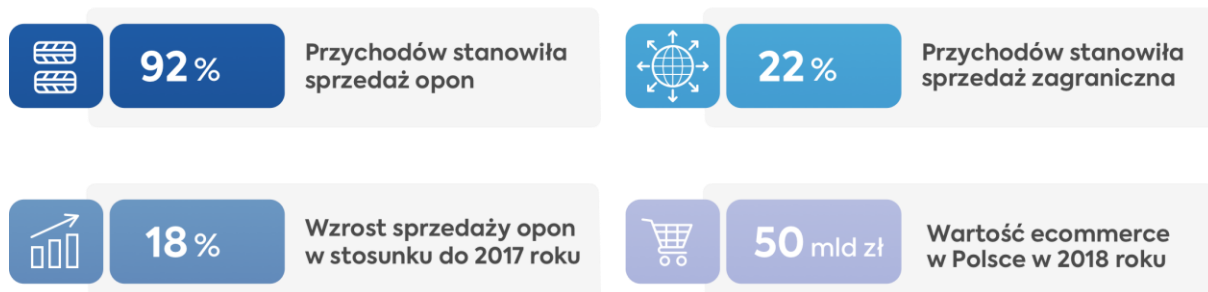 92 %
Przychodów stanowiła
sprzedaż opon
22 %
Przychodów stanowiła
sprzedaż zagraniczna
18 %
Wzrost sprzedaży opon
w stosunku do 2017 roku
50 mld zł
Wartość ecommerce
w Polsce w 2018 roku